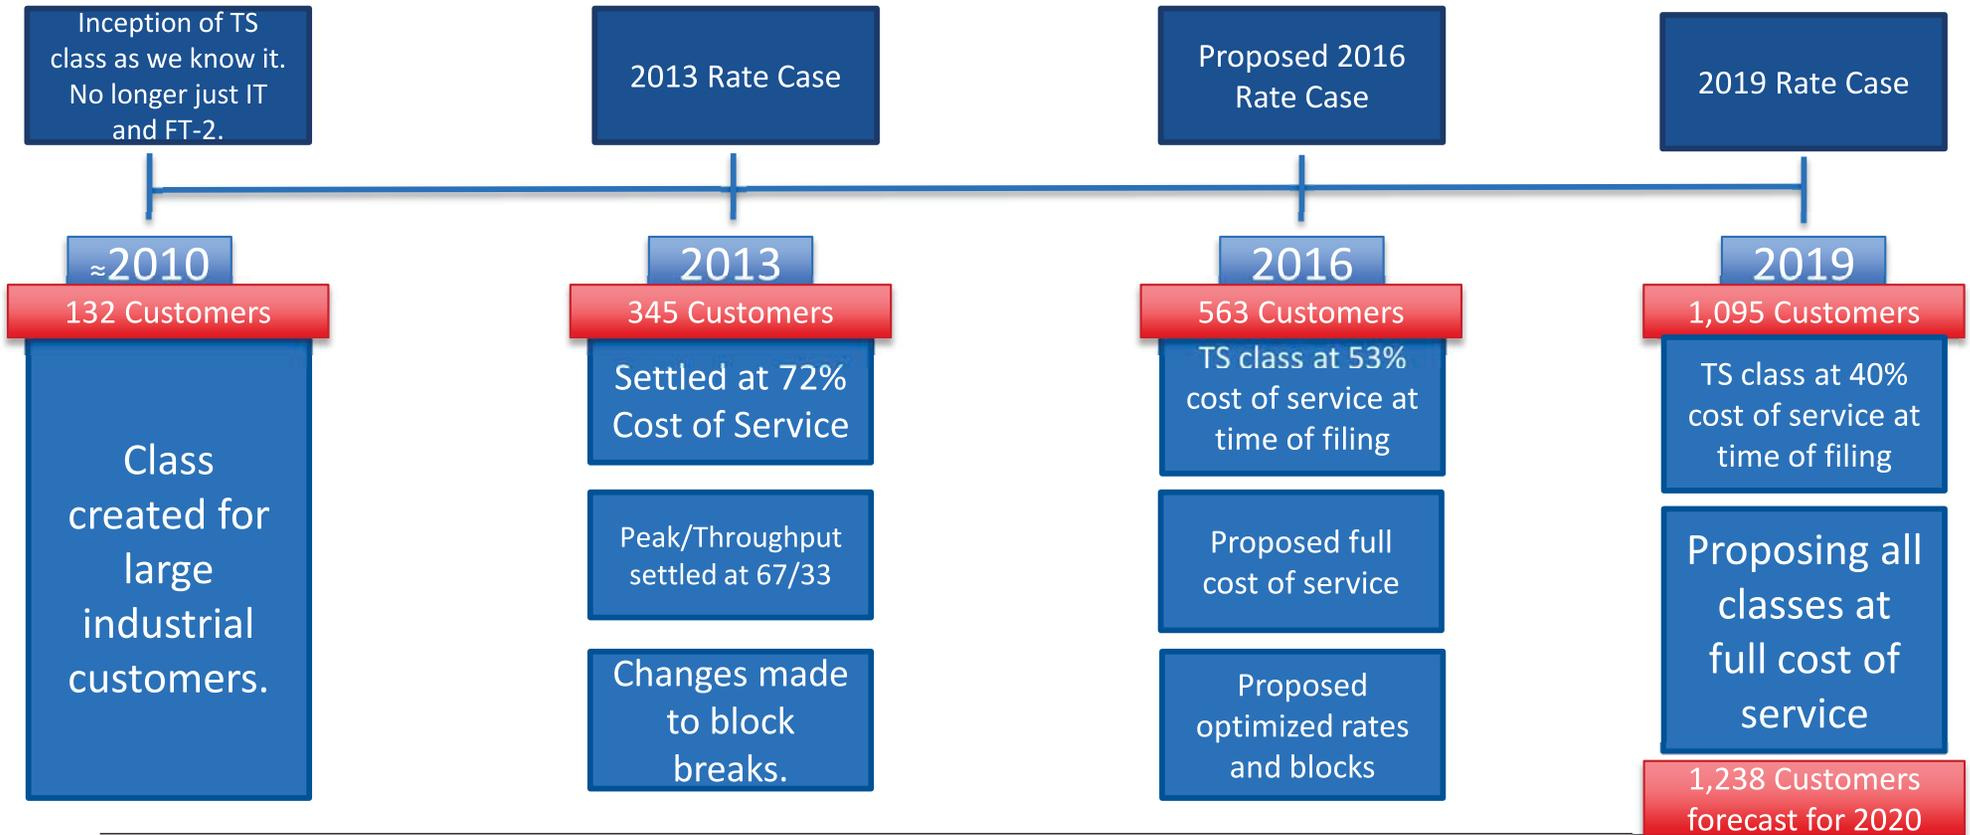 Inception of TS
class as we know it.
No longer just IT
and FT-2.
2013 Rate Case
Proposed 2016
Rate Case
2019 Rate Case
≈2010
132 Customers
Class
created for
large
industrial
customers.
2013
345 Customers
Settled at 72%
Cost of Service
Peak/Throughput
settled at 67/33
Changes made
to block
breaks.
2016
563 Customers
TS class at 53%
cost of service at
time of filing
Proposed full
cost of service
Proposed
optimized rates
and blocks
2019
1,095 Customers
TS class at 40%
cost of service at
time of filing
Proposing all
classes at
full cost of
service
1,238 Customers
forecast for 2020